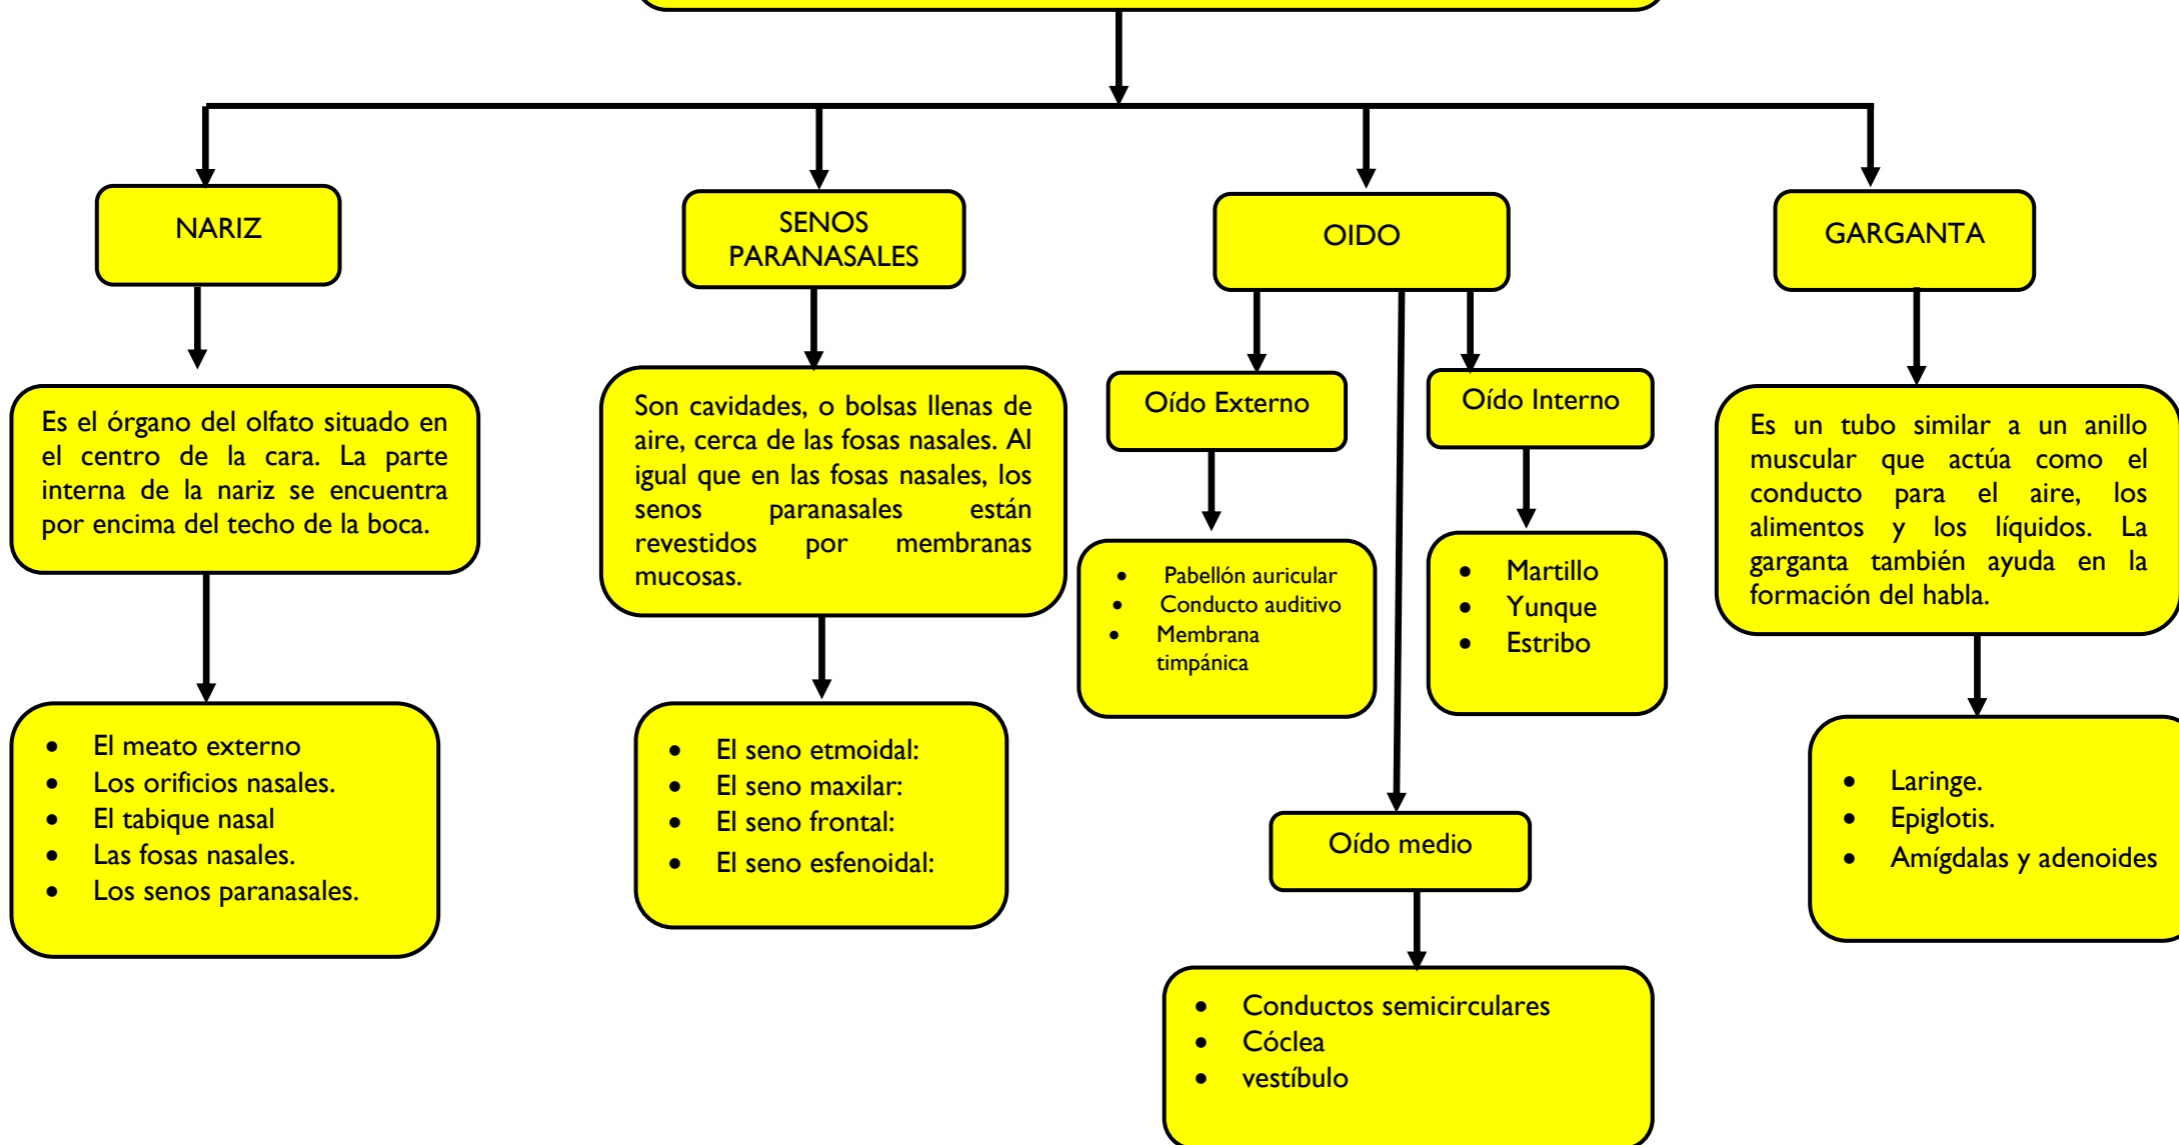 NARIZ
SENOS
PARANASALES
OIDO
GARGANTA
Es el órgano del olfato situado en
el centro de la cara. La parte
interna de la nariz se encuentra
por encima del techo de la boca.
Son cavidades, o bolsas llenas de
aire, cerca de las fosas nasales. Al
igual que en las fosas nasales, los
senos paranasales están
revestidos por membranas
mucosas.
Oído Externo
Oído Interno
Es un tubo similar a un anillo
muscular que actúa como el
conducto para el aire, los
alimentos y los líquidos. La
garganta también ayuda en la
formación del habla.
• Pabellón auricular
• Conducto auditivo
• Membrana
timpánica
• Martillo
• Yunque
• Estribo
• El meato externo
• Los orificios nasales.
• El tabique nasal
• Las fosas nasales.
• Los senos paranasales.
• El seno etmoidal:
• El seno maxilar:
• El seno frontal:
• El seno esfenoidal:
Oído medio
• Laringe.
• Epiglotis.
• Amígdalas y adenoides
• Conductos semicirculares
• Cóclea
• vestíbulo